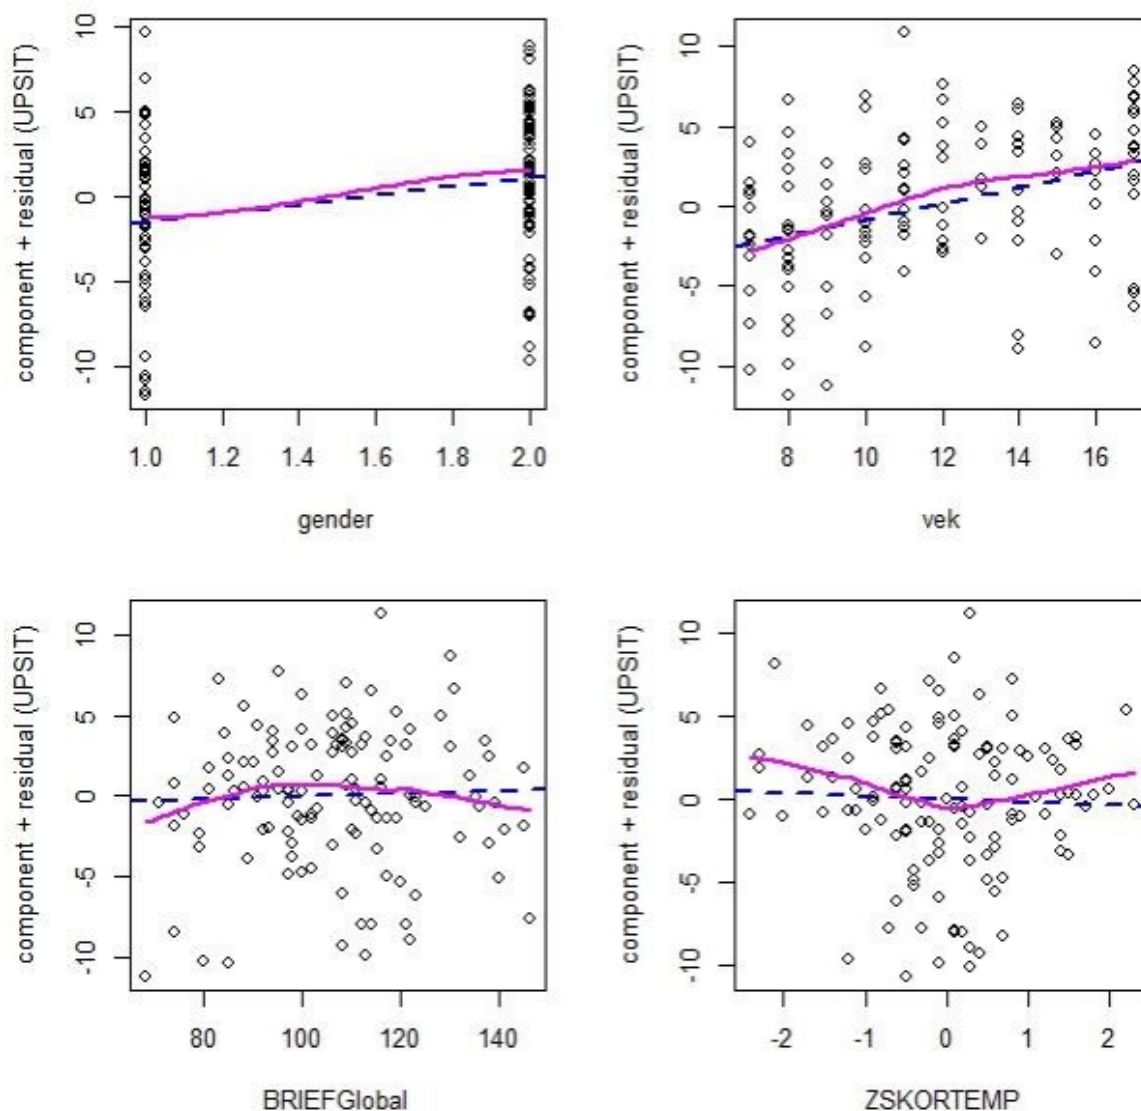 component + residual (UPSIT)
10
5
0
-5
-10
1.0 1.2 1.4 1.6 1.8 2.0
gender
component + residual (UPSIT)
10
5
0
-5
-10
8 10 12 14 16
vek
component + residual (UPSIT)
10
5
0
-5
-10
80 100 120 140
BRIEFGlobal
component + residual (UPSIT)
10
5
0
-5
-10
-2 -1 0 1 2
ZSKORTEMP